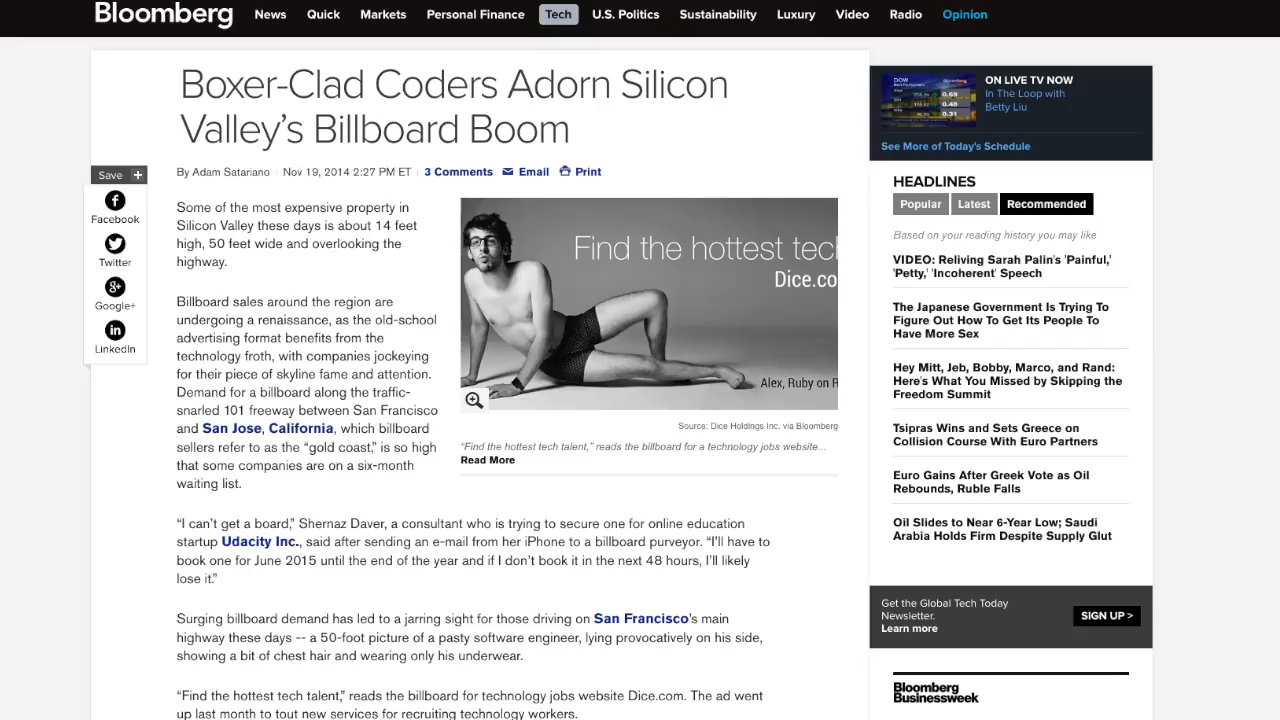 Bloomberg
News Quick Markets Personal Finance Tech U.S. Politics Sustainability Luxury Video Radio Opinion
Boxer-Clad Coders Adorn Silicon
Valley's Billboard Boom
By Adam Satariano Nov 19, 2014 2:27 PM ET 3 Comments Email Print
Save +
Facebook
Twitter
Google+
LinkedIn
Some of the most expensive property in
Silicon Valley these days is about 14 feet
high, 50 feet wide and overlooking the
highway.
Billboard sales around the region are
undergoing a renaissance, as the old-school
advertising format benefits from the
technology froth, with companies jockeying
for their piece of skyline fame and attention.
Demand for a billboard along the traffic-
snarled 101 freeway between San Francisco
and San Jose, California, which billboard
sellers refer to as the “gold coast,” is so high
that some companies are on a six-month
waiting list.
Find the hottest tec
Dice.co
Alex, Ruby on R
Source: Dice Holdings Inc. via Bloomberg
“Find the hottest tech talent,” reads the billboard for a technology jobs website...
Read More
“I can't get a board,” Shernaz Daver, a consultant who is trying to secure one for online education
startup Udacity Inc., said after sending an e-mail from her iPhone to a billboard purveyor. “I'll have to
book one for June 2015 until the end of the year and if I don't book it in the next 48 hours, I'll likely
lose it.”
Surging billboard demand has led to a jarring sight for those driving on San Francisco's main
highway these days -- a 50-foot picture of a pasty software engineer, lying provocatively on his side,
showing a bit of chest hair and wearing only his underwear.
“Find the hottest tech talent,” reads the billboard for technology jobs website Dice.com. The ad went
up last month to tout new services for recruiting technology workers.
DOW
0.69
0.48
0.31
ON LIVE TV NOW
In The Loop with
Betty Liu
See More of Today's Schedule
HEADLINES
Popular Latest Recommended
Based on your reading history you may like
VIDEO: Reliving Sarah Palin's 'Painful,'
'Petty,' 'Incoherent' Speech
The Japanese Government Is Trying To
Figure Out How To Get Its People To
Have More Sex
Hey Mitt, Jeb, Bobby, Marco, and Rand:
Here's What You Missed by Skipping the
Freedom Summit
Tsipras Wins and Sets Greece on
Collision Course With Euro Partners
Euro Gains After Greek Vote as Oil
Rebounds, Ruble Falls
Oil Slides to Near 6-Year Low; Saudi
Arabia Holds Firm Despite Supply Glut
Get the Global Tech Today
Newsletter.
Learn more
SIGN UP >
Bloomberg
Businessweek